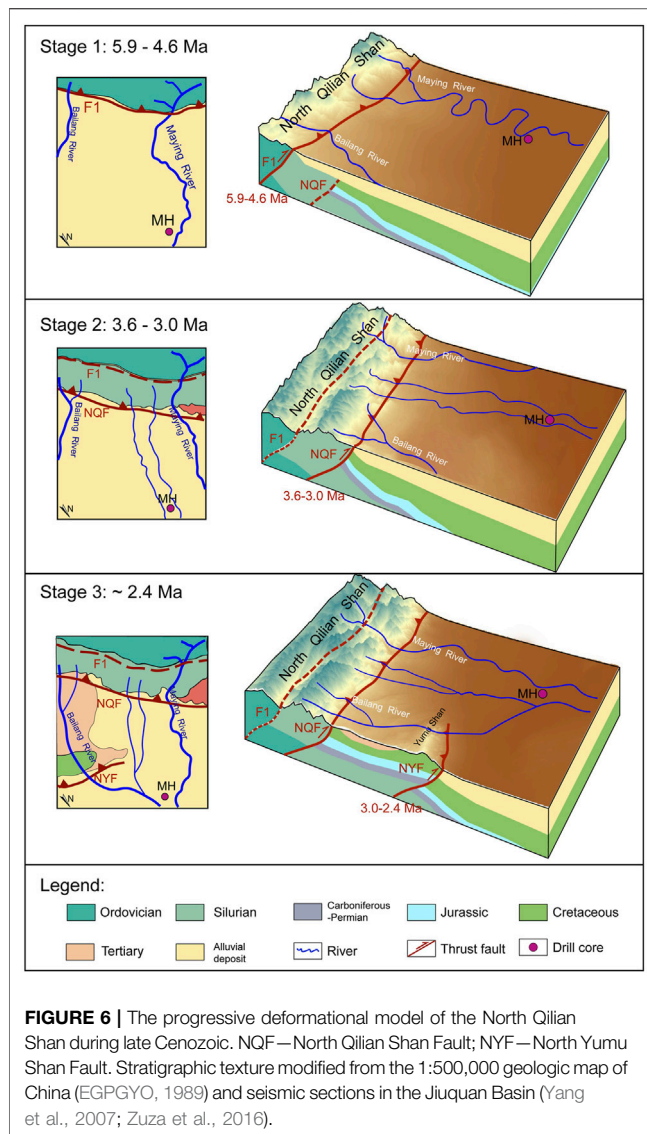 Stage 1: 5.9 - 4.6 Ma
F1
Bailang River
Maying River
MH
N
North Qilian Shan
Maying River
MH
Bailang River
F1
NQF
5.9-4.6 Ma
Stage 2: 3.6 - 3.0 Ma
F1
NQF
Bailang River
Maying River
MH
N
North Qilian Shan
Maying River
MH
Bailang River
F1
NQF
3.6-3.0 Ma
Stage 3: ~ 2.4 Ma
F1
NQF
Bailang River
Maying River
NYF
MH
N
North Qilian Shan
Maying River
MH
Bailang River
Yumu Shan
F1
NQF
NYF
3.0-2.4 Ma
Legend:
Ordovician
Silurian
Carboniferous
-Permian
Jurassic
Cretaceous
Tertiary
Alluvial
deposit
River
Thrust fault
Drill core
FIGURE 6 | The progressive deformational model of the North Qilian
Shan during late Cenozoic. NQF—North Qilian Shan Fault; NYF—North Yumu
Shan Fault. Stratigraphic texture modified from the 1:500,000 geologic map of
China (EGPGYO, 1989) and seismic sections in the Jiuquan Basin (Yang
et al., 2007; Zuza et al., 2016).